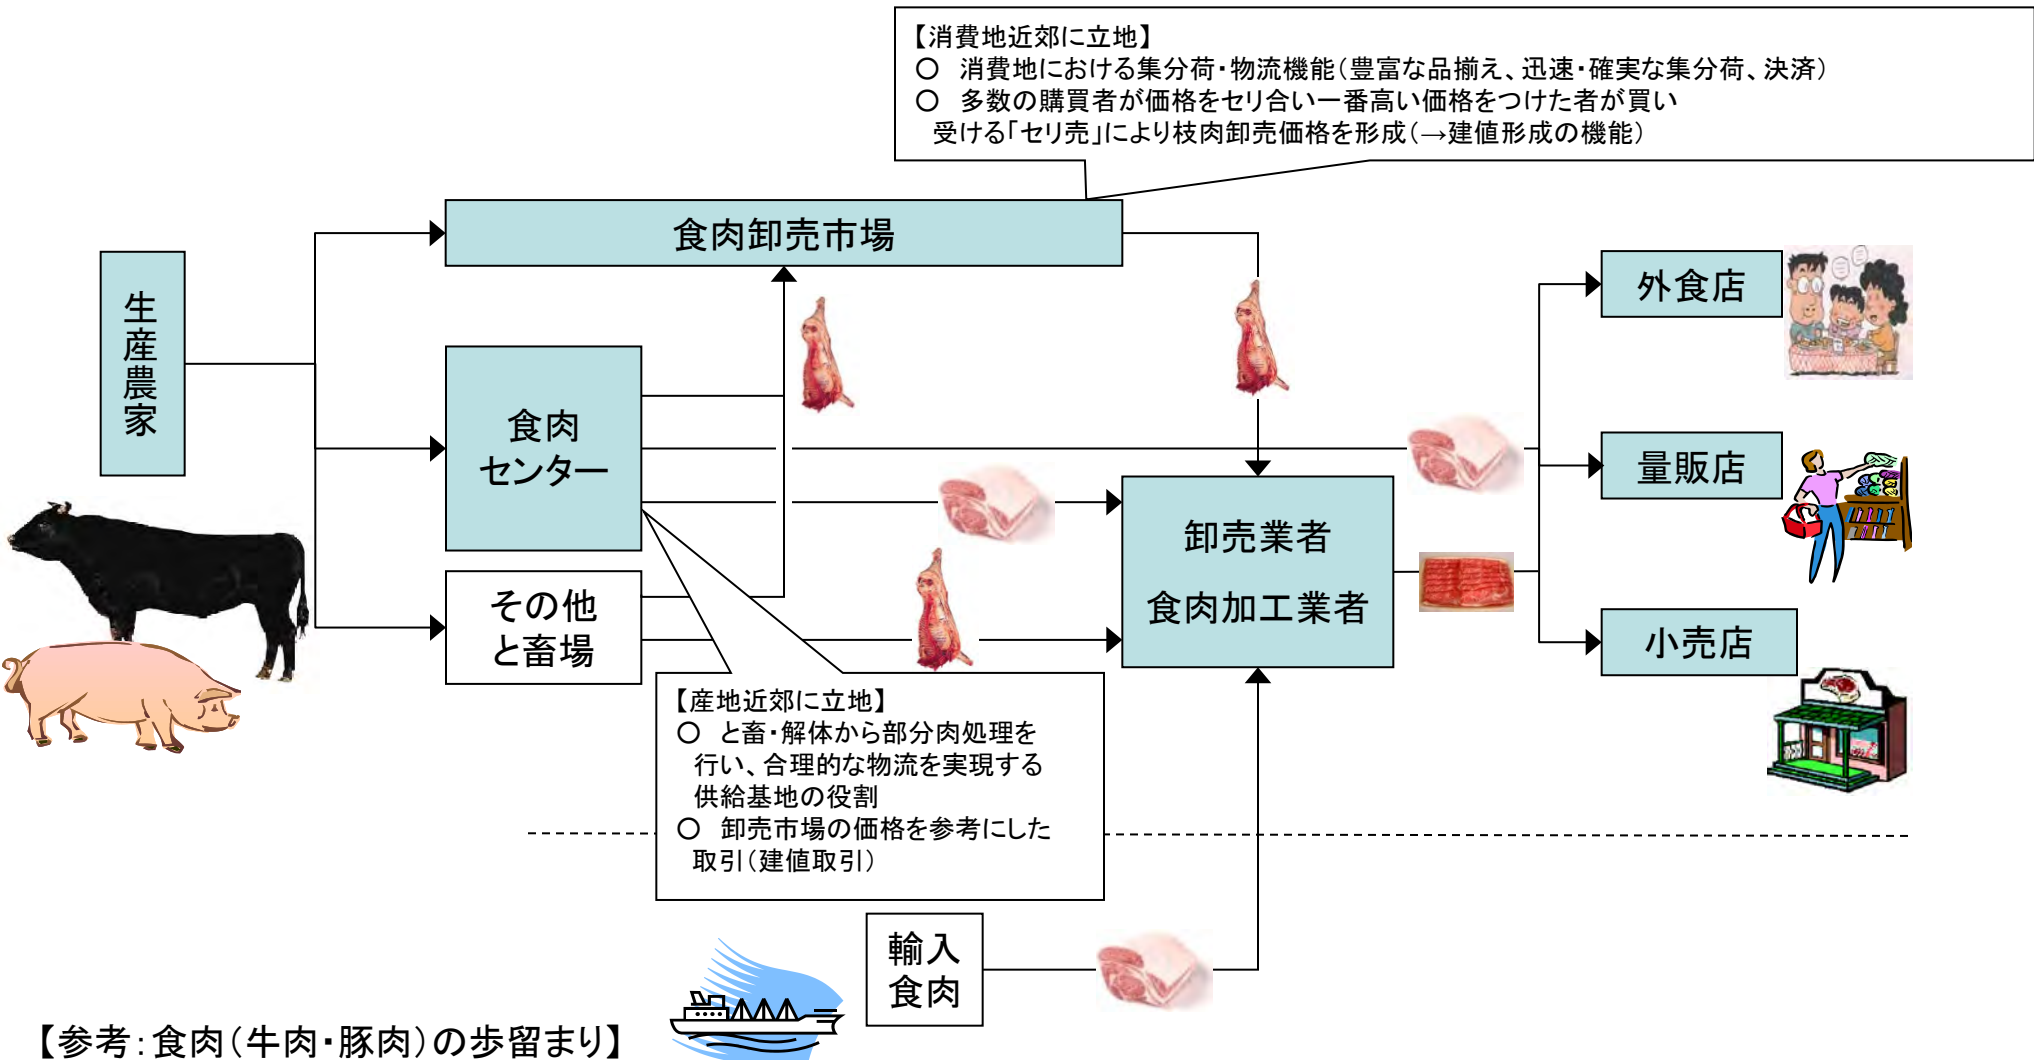 【消費地近郊に立地】
○ 消費地における集分荷・物流機能(豊富な品揃え、迅速・確実な集分荷、決済)
○ 多数の購買者が価格をセリ合い一番高い価格をつけた者が買い
受ける「セリ売」により枝肉卸売価格を形成(→建値形成の機能)
食肉卸売市場
生産農家
食肉
センター
その他
と畜場
卸売業者
食肉加工業者
外食店
量販店
小売店
【産地近郊に立地】
○ と畜・解体から部分肉処理を
行い、合理的な物流を実現する
供給基地の役割
○ 卸売市場の価格を参考にした
取引(建値取引)
輸入
食肉
【参考:食肉(牛肉・豚肉)の歩留まり】